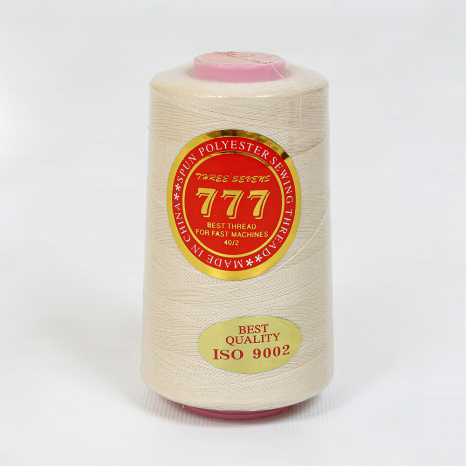 **SPUN POLYESTER SEWING THREAD**
MADE IN CHINA
THREE SEVENS
777
BEST THREAD
FOR FAST MACHINES
40/2
BEST
QUALITY
ISO 9002